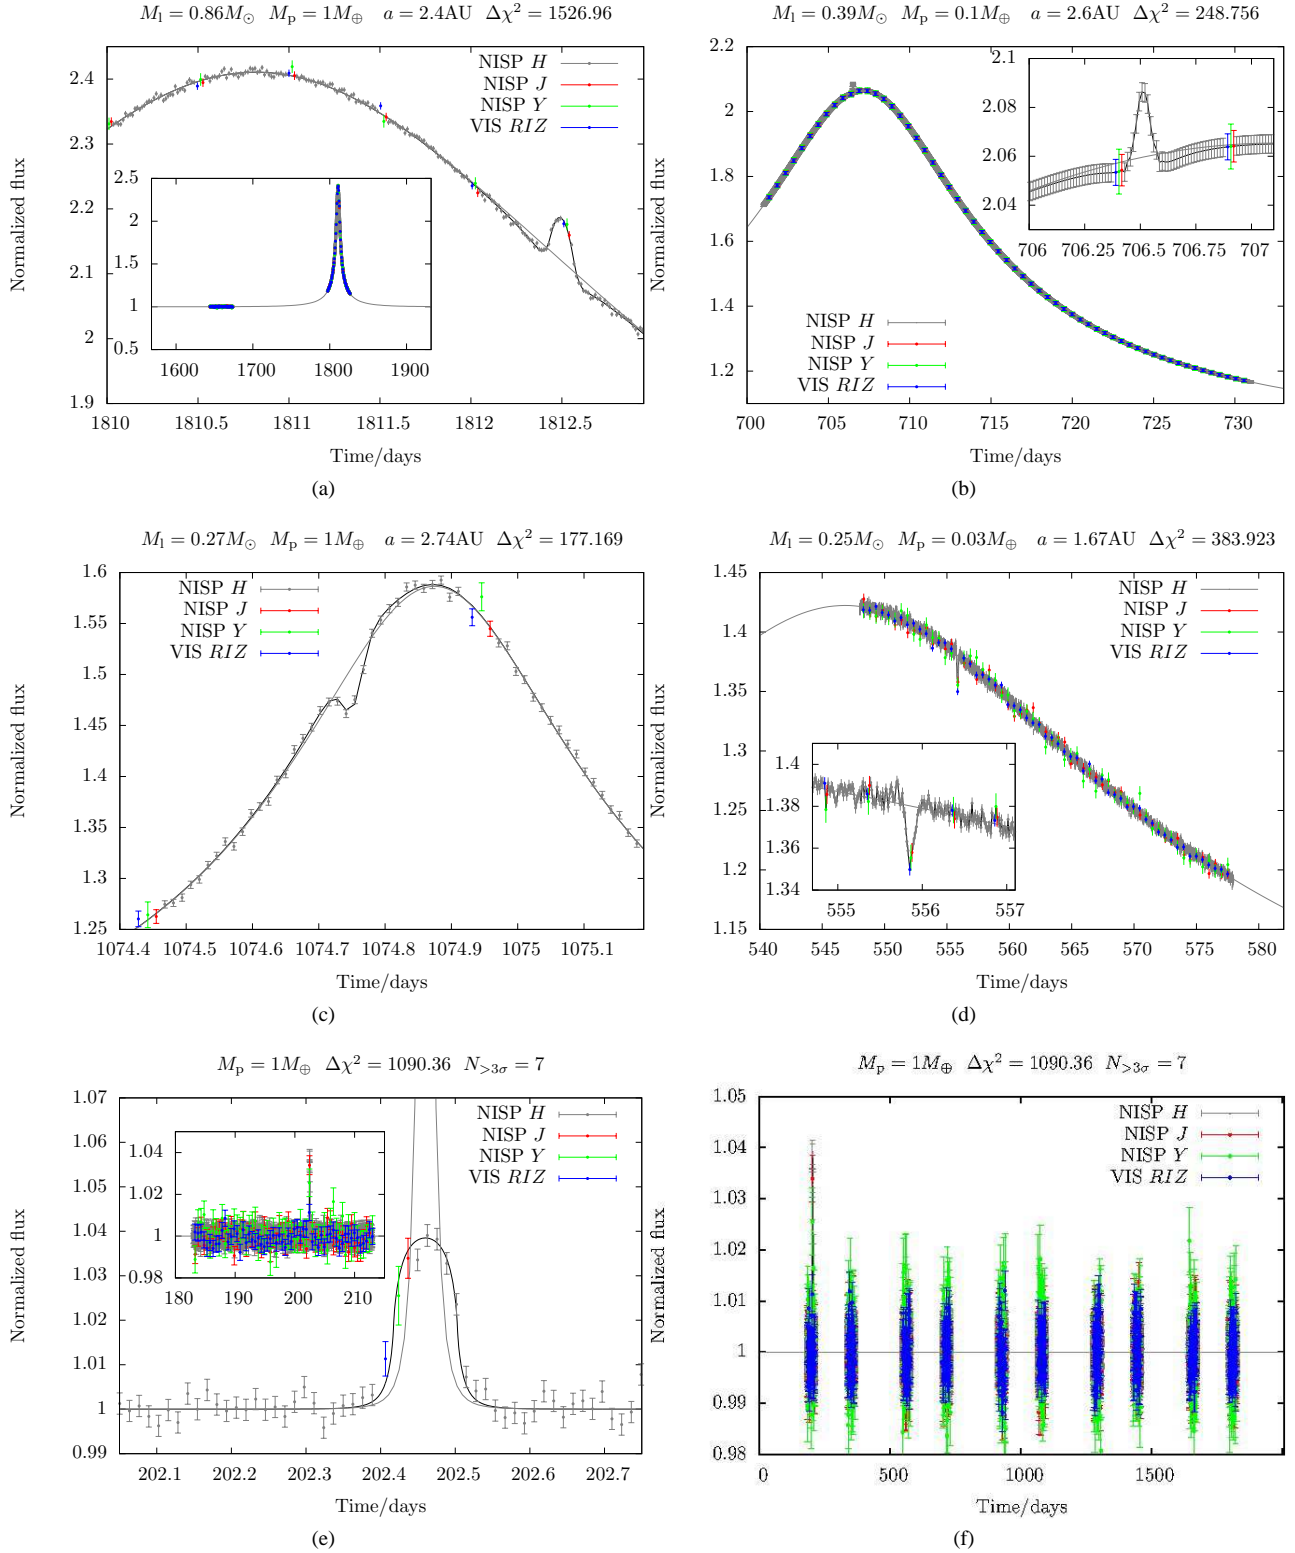 M_l = 0.86M_⊙ M_p = 1M_⊕ a = 2.4AU Δχ² = 1526.96
Normalized flux
2.4
2.3
2.2
2.1
2
1.9
NISP H
NISP J
NISP Y
VIS RIZ
2.5
2
1.5
1
0.5
1600 1700 1800 1900
1810 1810.5 1811 1811.5 1812 1812.5
Time/days
(a)
M_l = 0.39M_⊙ M_p = 0.1M_⊕ a = 2.6AU Δχ² = 248.756
Normalized flux
2.2
2
1.8
1.6
1.4
1.2
2.1
2.08
2.06
2.04
706 706.25 706.5 706.75 707
NISP H
NISP J
NISP Y
VIS RIZ
700 705 710 715 720 725 730
Time/days
(b)
M_l = 0.27M_⊙ M_p = 1M_⊕ a = 2.74AU Δχ² = 177.169
Normalized flux
1.6
1.55
1.5
1.45
1.4
1.35
1.3
1.25
NISP H
NISP J
NISP Y
VIS RIZ
1074.4 1074.5 1074.6 1074.7 1074.8 1074.9 1075 1075.1
Time/days
(c)
M_l = 0.25M_⊙ M_p = 0.03M_⊕ a = 1.67AU Δχ² = 383.923
Normalized flux
1.45
1.4
1.35
1.3
1.25
1.2
1.15
NISP H
NISP J
NISP Y
VIS RIZ
1.4
1.38
1.36
1.34
555 556 557
540 545 550 555 560 565 570 575 580
Time/days
(d)
M_p = 1M_⊕ Δχ² = 1090.36 N_{>3σ} = 7
Normalized flux
1.07
1.06
1.05
1.04
1.03
1.02
1.01
1
0.99
NISP H
NISP J
NISP Y
VIS RIZ
1.04
1.02
1
0.98
180 190 200 210
202.1 202.2 202.3 202.4 202.5 202.6 202.7
Time/days
(e)
M_p = 1M_⊕ Δχ² = 1090.36 N_{>3σ} = 7
Normalized flux
1.05
1.04
1.03
1.02
1.01
1
0.99
0.98
NISP H
NISP J
NISP Y
VIS RIZ
0 500 1000 1500
Time/days
(f)